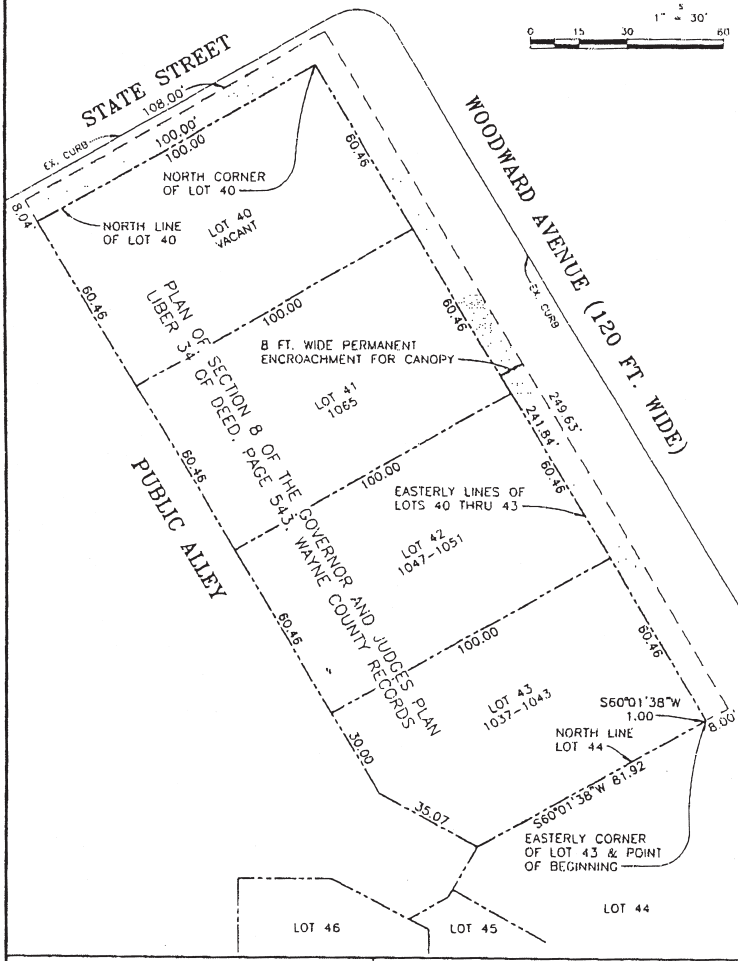 S
1" = 30'
0 15 30 60
STATE STREET
108.00'
EX. CURB
100.00'
100.00
8.04'
NORTH CORNER
OF LOT 40
NORTH LINE
OF LOT 40
LOT 40
VACANT
60.46
60.46
WOODWARD AVENUE (120 FT. WIDE)
EX. CURB
100.00
60.46
8 FT. WIDE PERMANENT
ENCROACHMENT FOR CANOPY
LOT 41
1065
PLAN OF SECTION 8 OF THE GOVERNOR AND JUDGES PLAN
LIBER 34 OF DEED, PAGE 543, WAYNE COUNTY RECORDS
PUBLIC ALLEY
60.46
100.00
249.63'
241.84'
60.46
EASTERLY LINES OF
LOTS 40 THRU 43
LOT 42
1047-1051
60.46
100.00
60.46
LOT 43
1037-1043
S60°01'38"W
1.00
8.00'
NORTH LINE
LOT 44
30.00
35.07
S60°01'38"W 81.92
EASTERLY CORNER
OF LOT 43 & POINT
OF BEGINNING
LOT 44
LOT 45
LOT 46